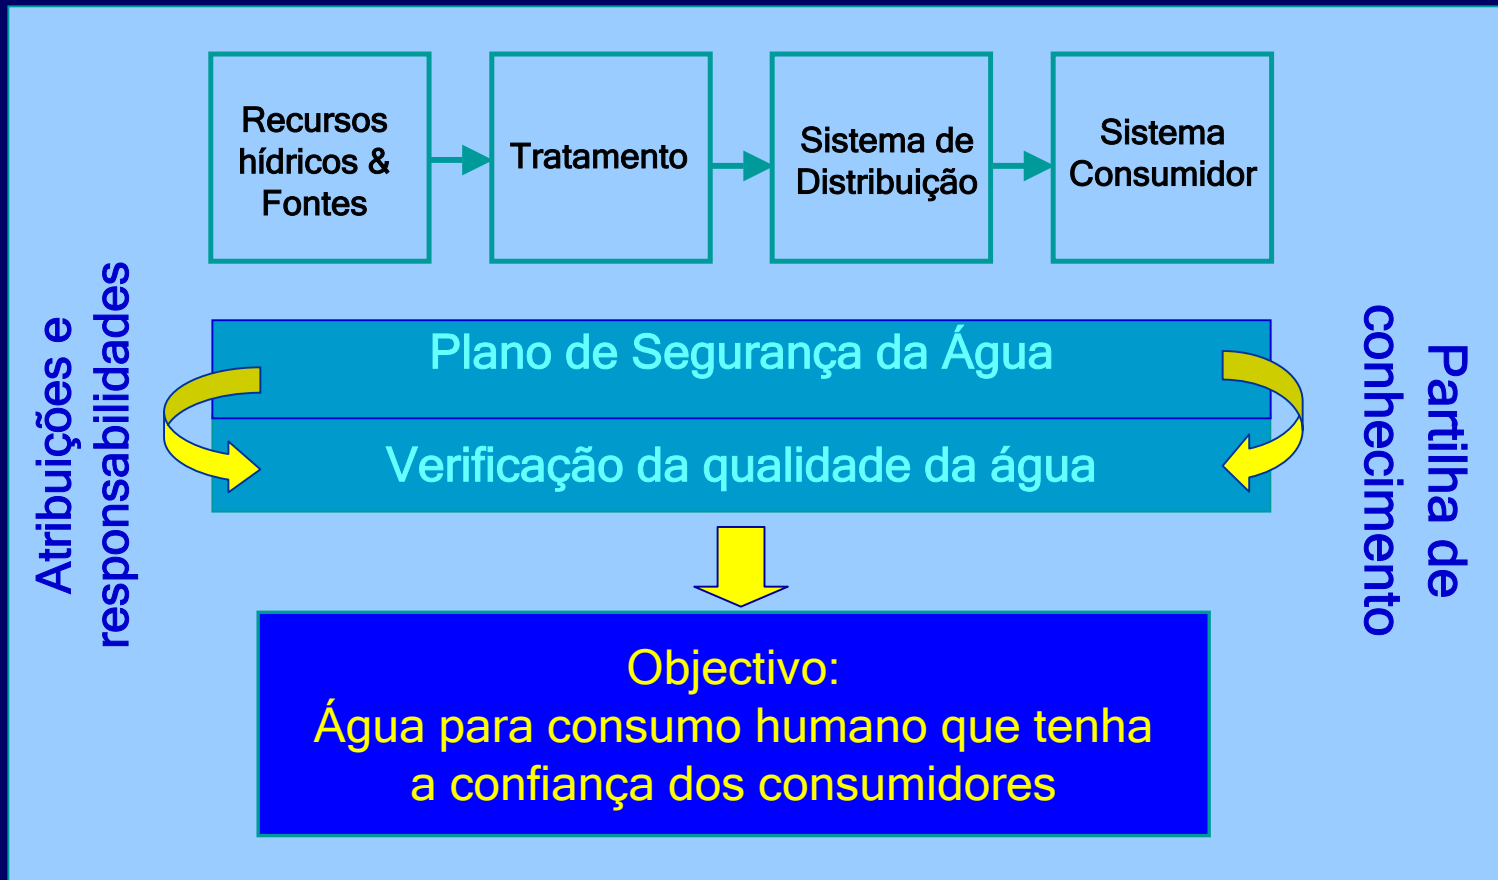 Recursos
hídricos &
Fontes
Tratamento
Sistema de
Distribuição
Sistema
Consumidor
Atribuições e
responsabilidades
Plano de Segurança da Água
Verificação da qualidade da água
Partilha de
conhecimento
Objectivo:
Água para consumo humano que tenha
a confiança dos consumidores